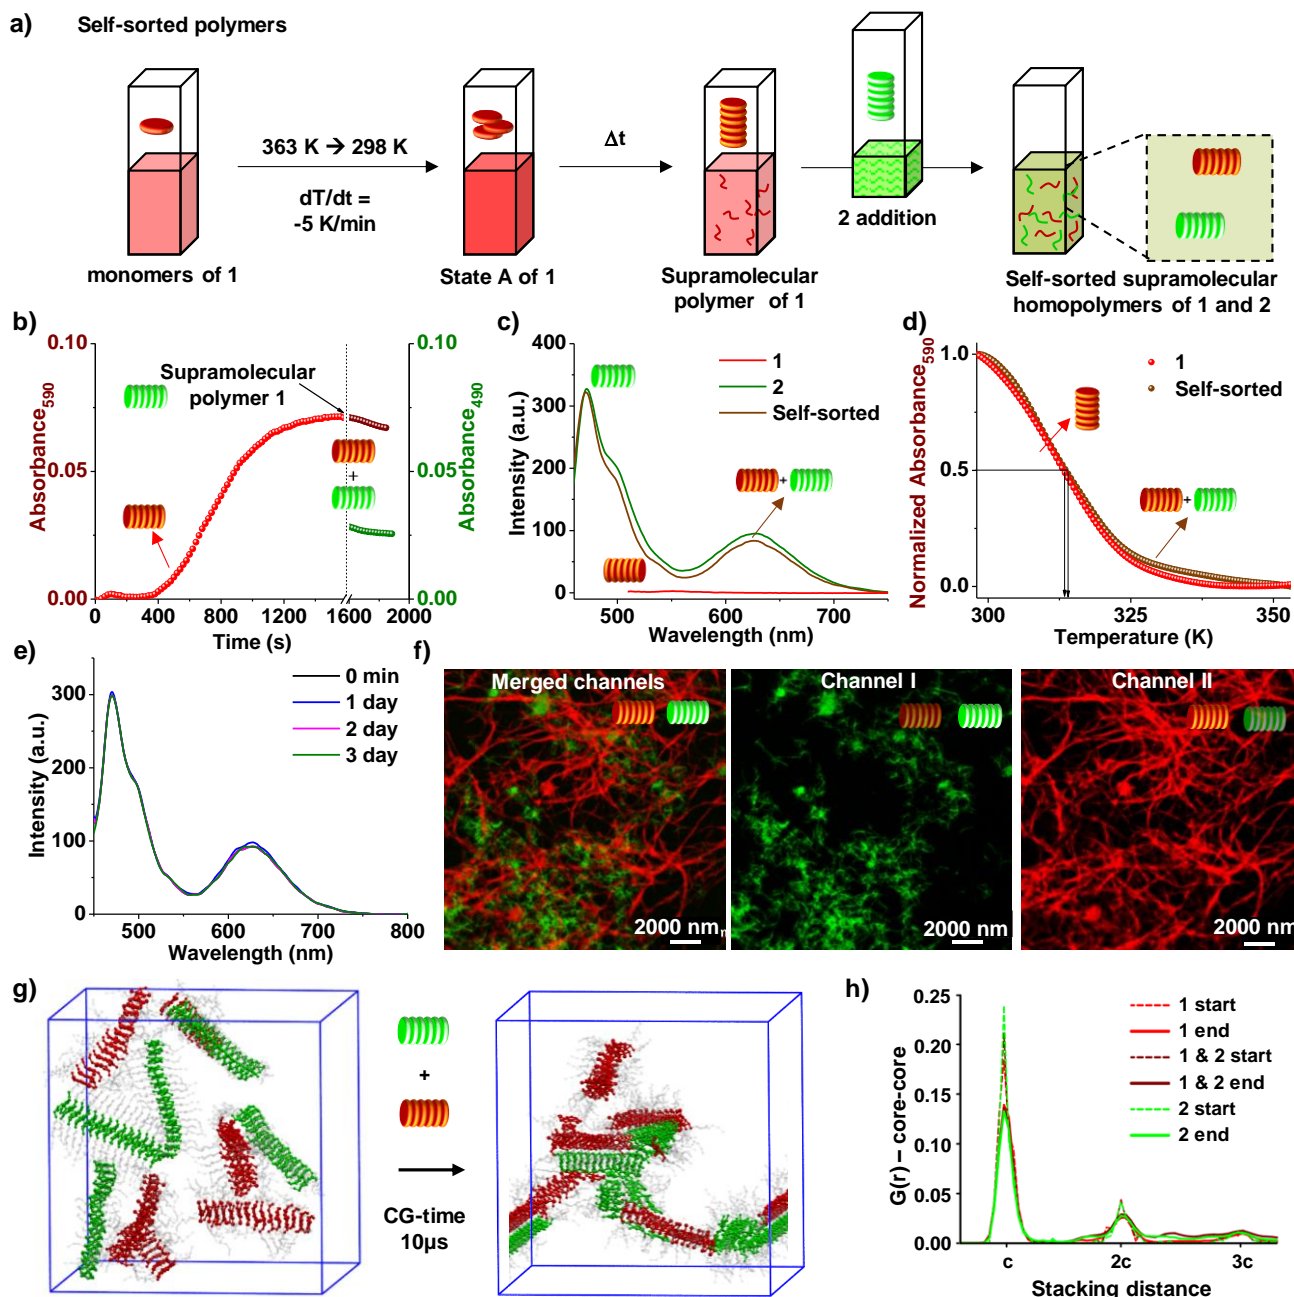 a) Self-sorted polymers
363 K → 298 K
dT/dt =
-5 K/min
Δt
2 addition
monomers of 1
State A of 1
Supramolecular
polymer of 1
Self-sorted supramolecular
homopolymers of 1 and 2
b)
Absorbance590
0.10
0.05
0.00
Supramolecular
polymer 1
+
0.10
0.05
0.00
Absorbance490
0 400 800 1200 1600 2000
Time (s)
c)
Intensity (a.u.)
400
300
200
100
0
1
2
Self-sorted
+
500 600 700
Wavelength (nm)
d)
Normalized Absorbance590
1.0
0.5
0.0
1
Self-sorted
+
300 325 350
Temperature (K)
e)
Intensity (a.u.)
300
200
100
0
0 min
1 day
2 day
3 day
500 600 700 800
Wavelength (nm)
f)
Merged channels
2000 nm
Channel I
2000 nm
Channel II
2000 nm
g)
+
CG-time
10µs
h)
G(r) – core-core
0.25
0.20
0.15
0.10
0.05
0.00
1 start
1 end
1 & 2 start
1 & 2 end
2 start
2 end
c 2c 3c
Stacking distance